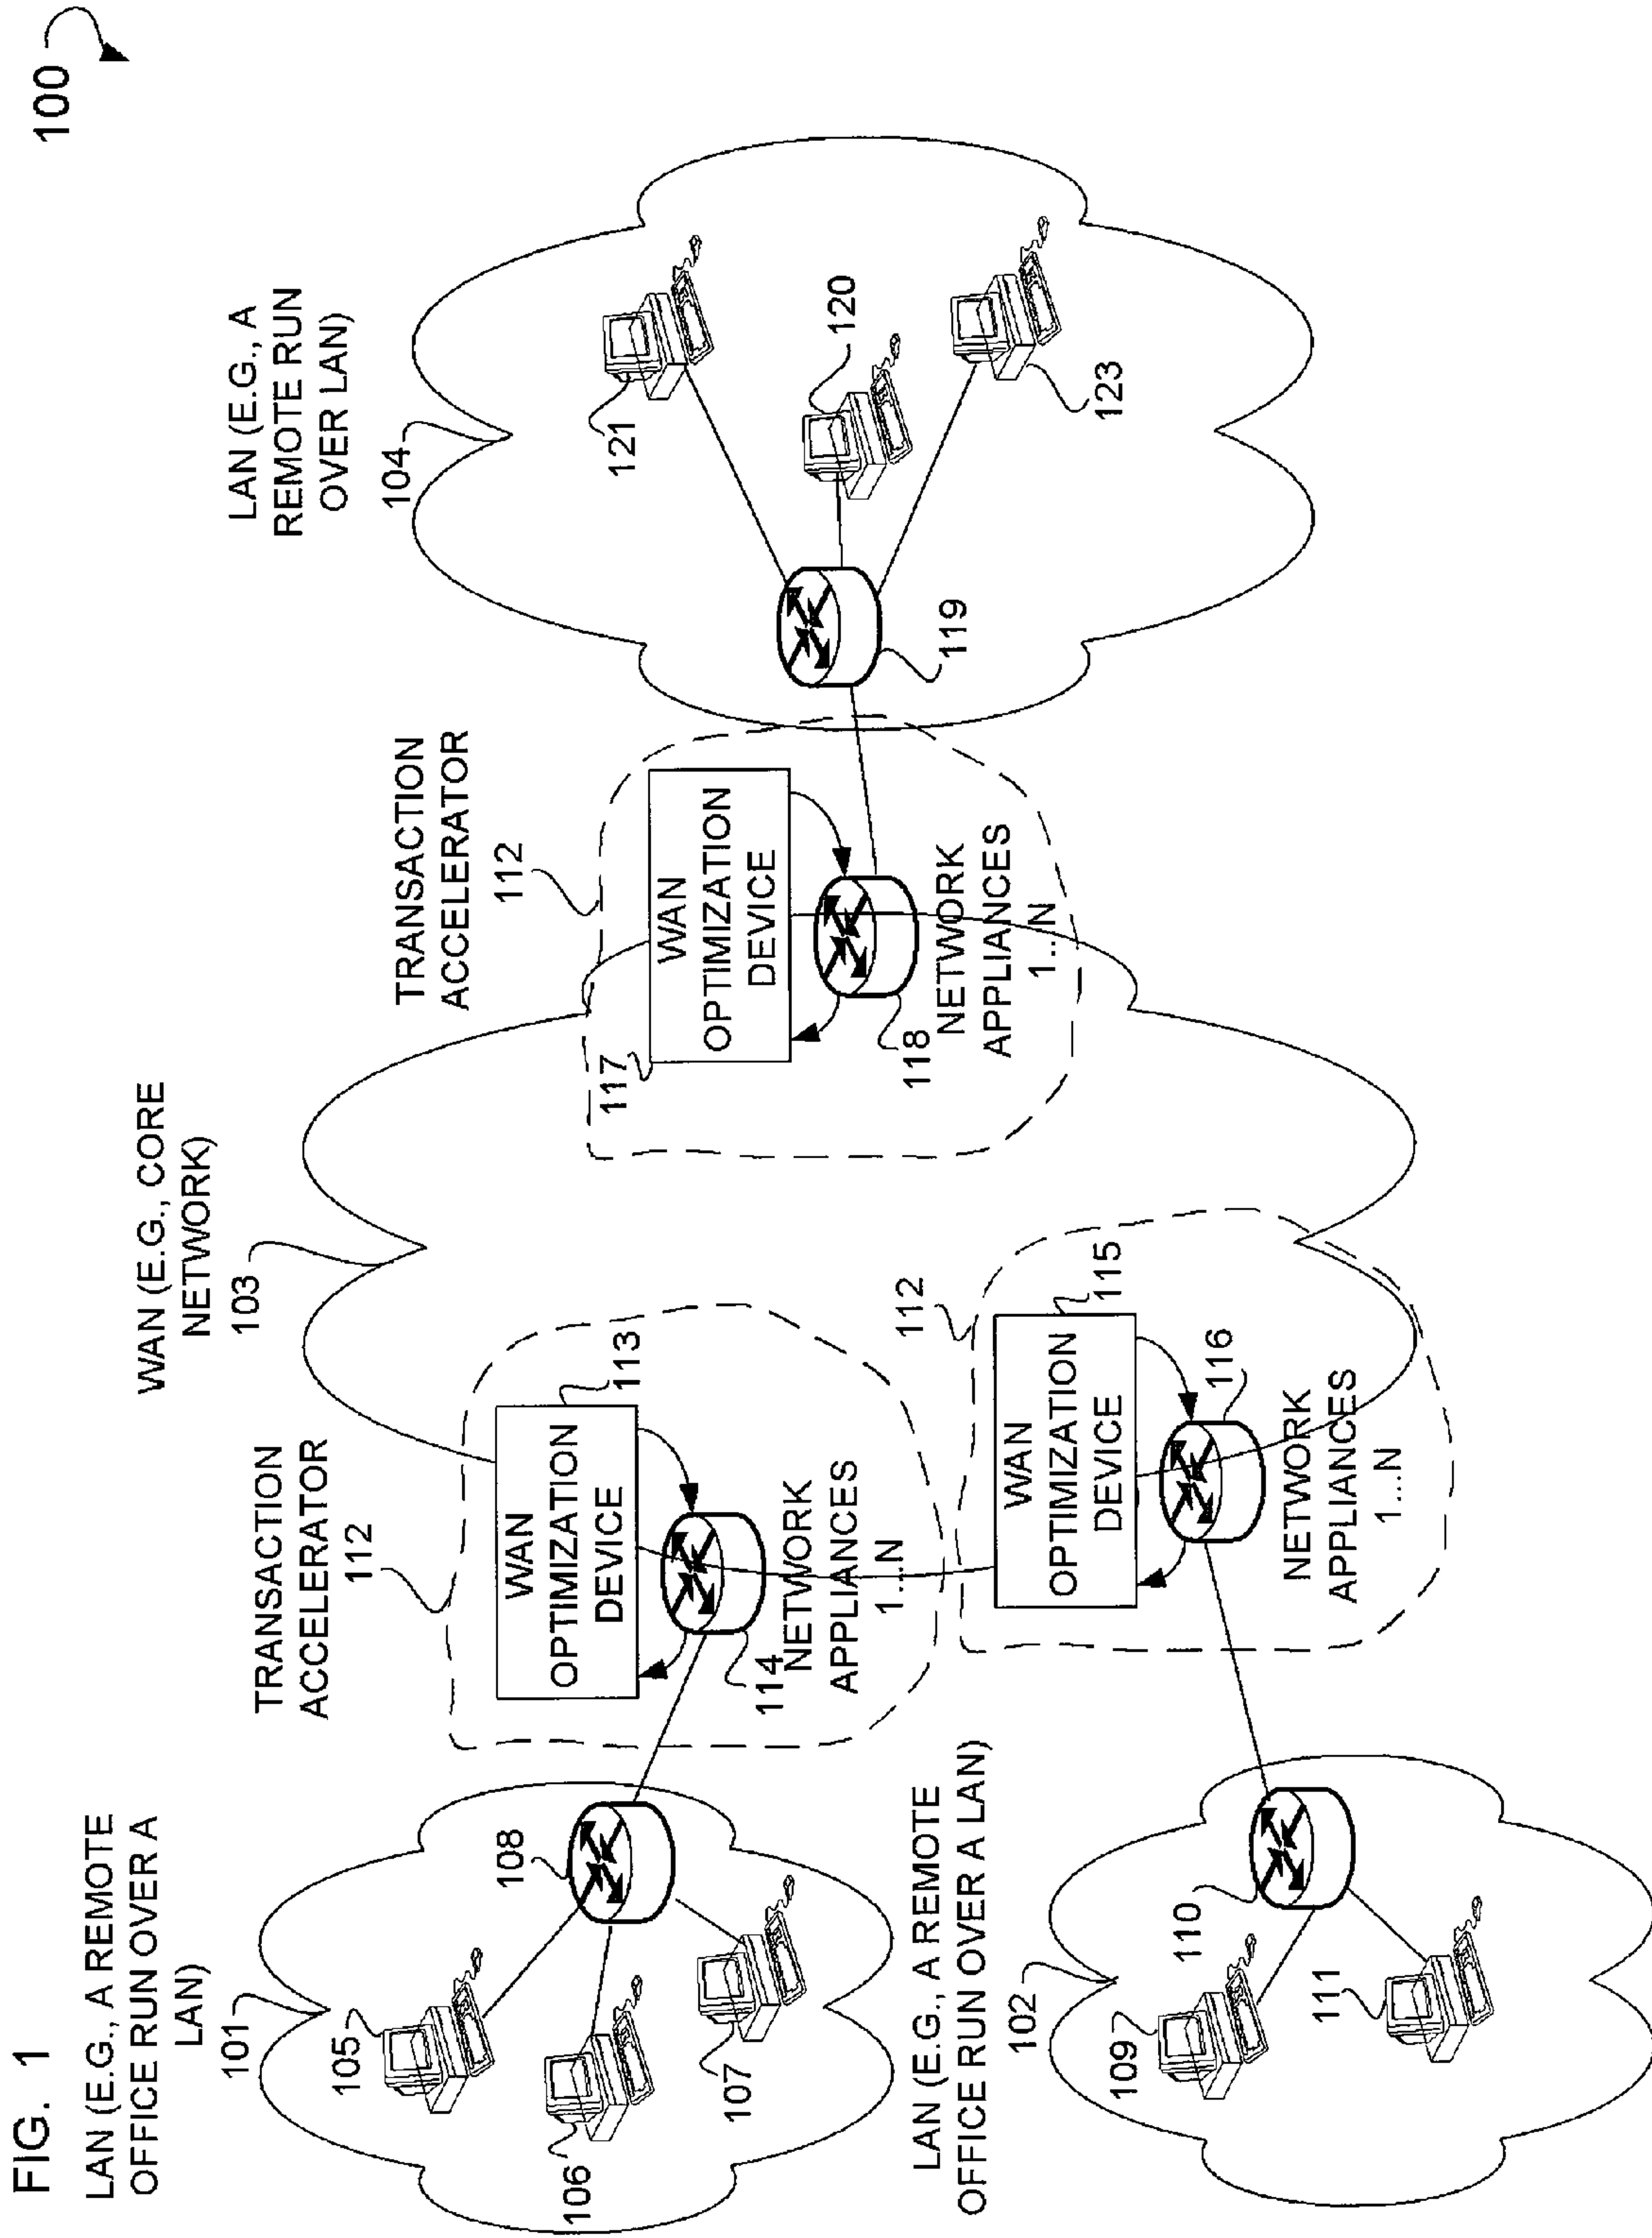 FIG. 1
100
LAN (E.G., A REMOTE
OFFICE RUN OVER A
LAN)
101
105
106
107
108
TRANSACTION
ACCELERATOR
112
WAN
OPTIMIZATION
DEVICE
113
114
NETWORK
APPLIANCES
1...N
WAN (E.G., CORE
NETWORK)
103
TRANSACTION
ACCELERATOR
112
WAN
OPTIMIZATION
DEVICE
117
118
NETWORK
APPLIANCES
1...N
LAN (E.G., A
REMOTE RUN
OVER LAN)
104
121
120
123
119
LAN (E.G., A REMOTE
OFFICE RUN OVER A LAN)
102
109
110
111
112
WAN
OPTIMIZATION
DEVICE
115
116
NETWORK
APPLIANCES
1...N